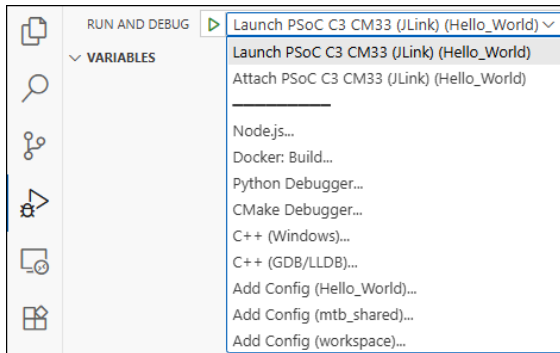 RUN AND DEBUG Launch PSoC C3 CM33 (JLink) (Hello_World)
VARIABLES
Launch PSoC C3 CM33 (JLink) (Hello_World)
Attach PSoC C3 CM33 (JLink) (Hello_World)
Node.js...
Docker: Build...
Python Debugger...
CMake Debugger...
C++ (Windows)...
C++ (GDB/LLDB)...
Add Config (Hello_World)...
Add Config (mtb_shared)...
Add Config (workspace)...